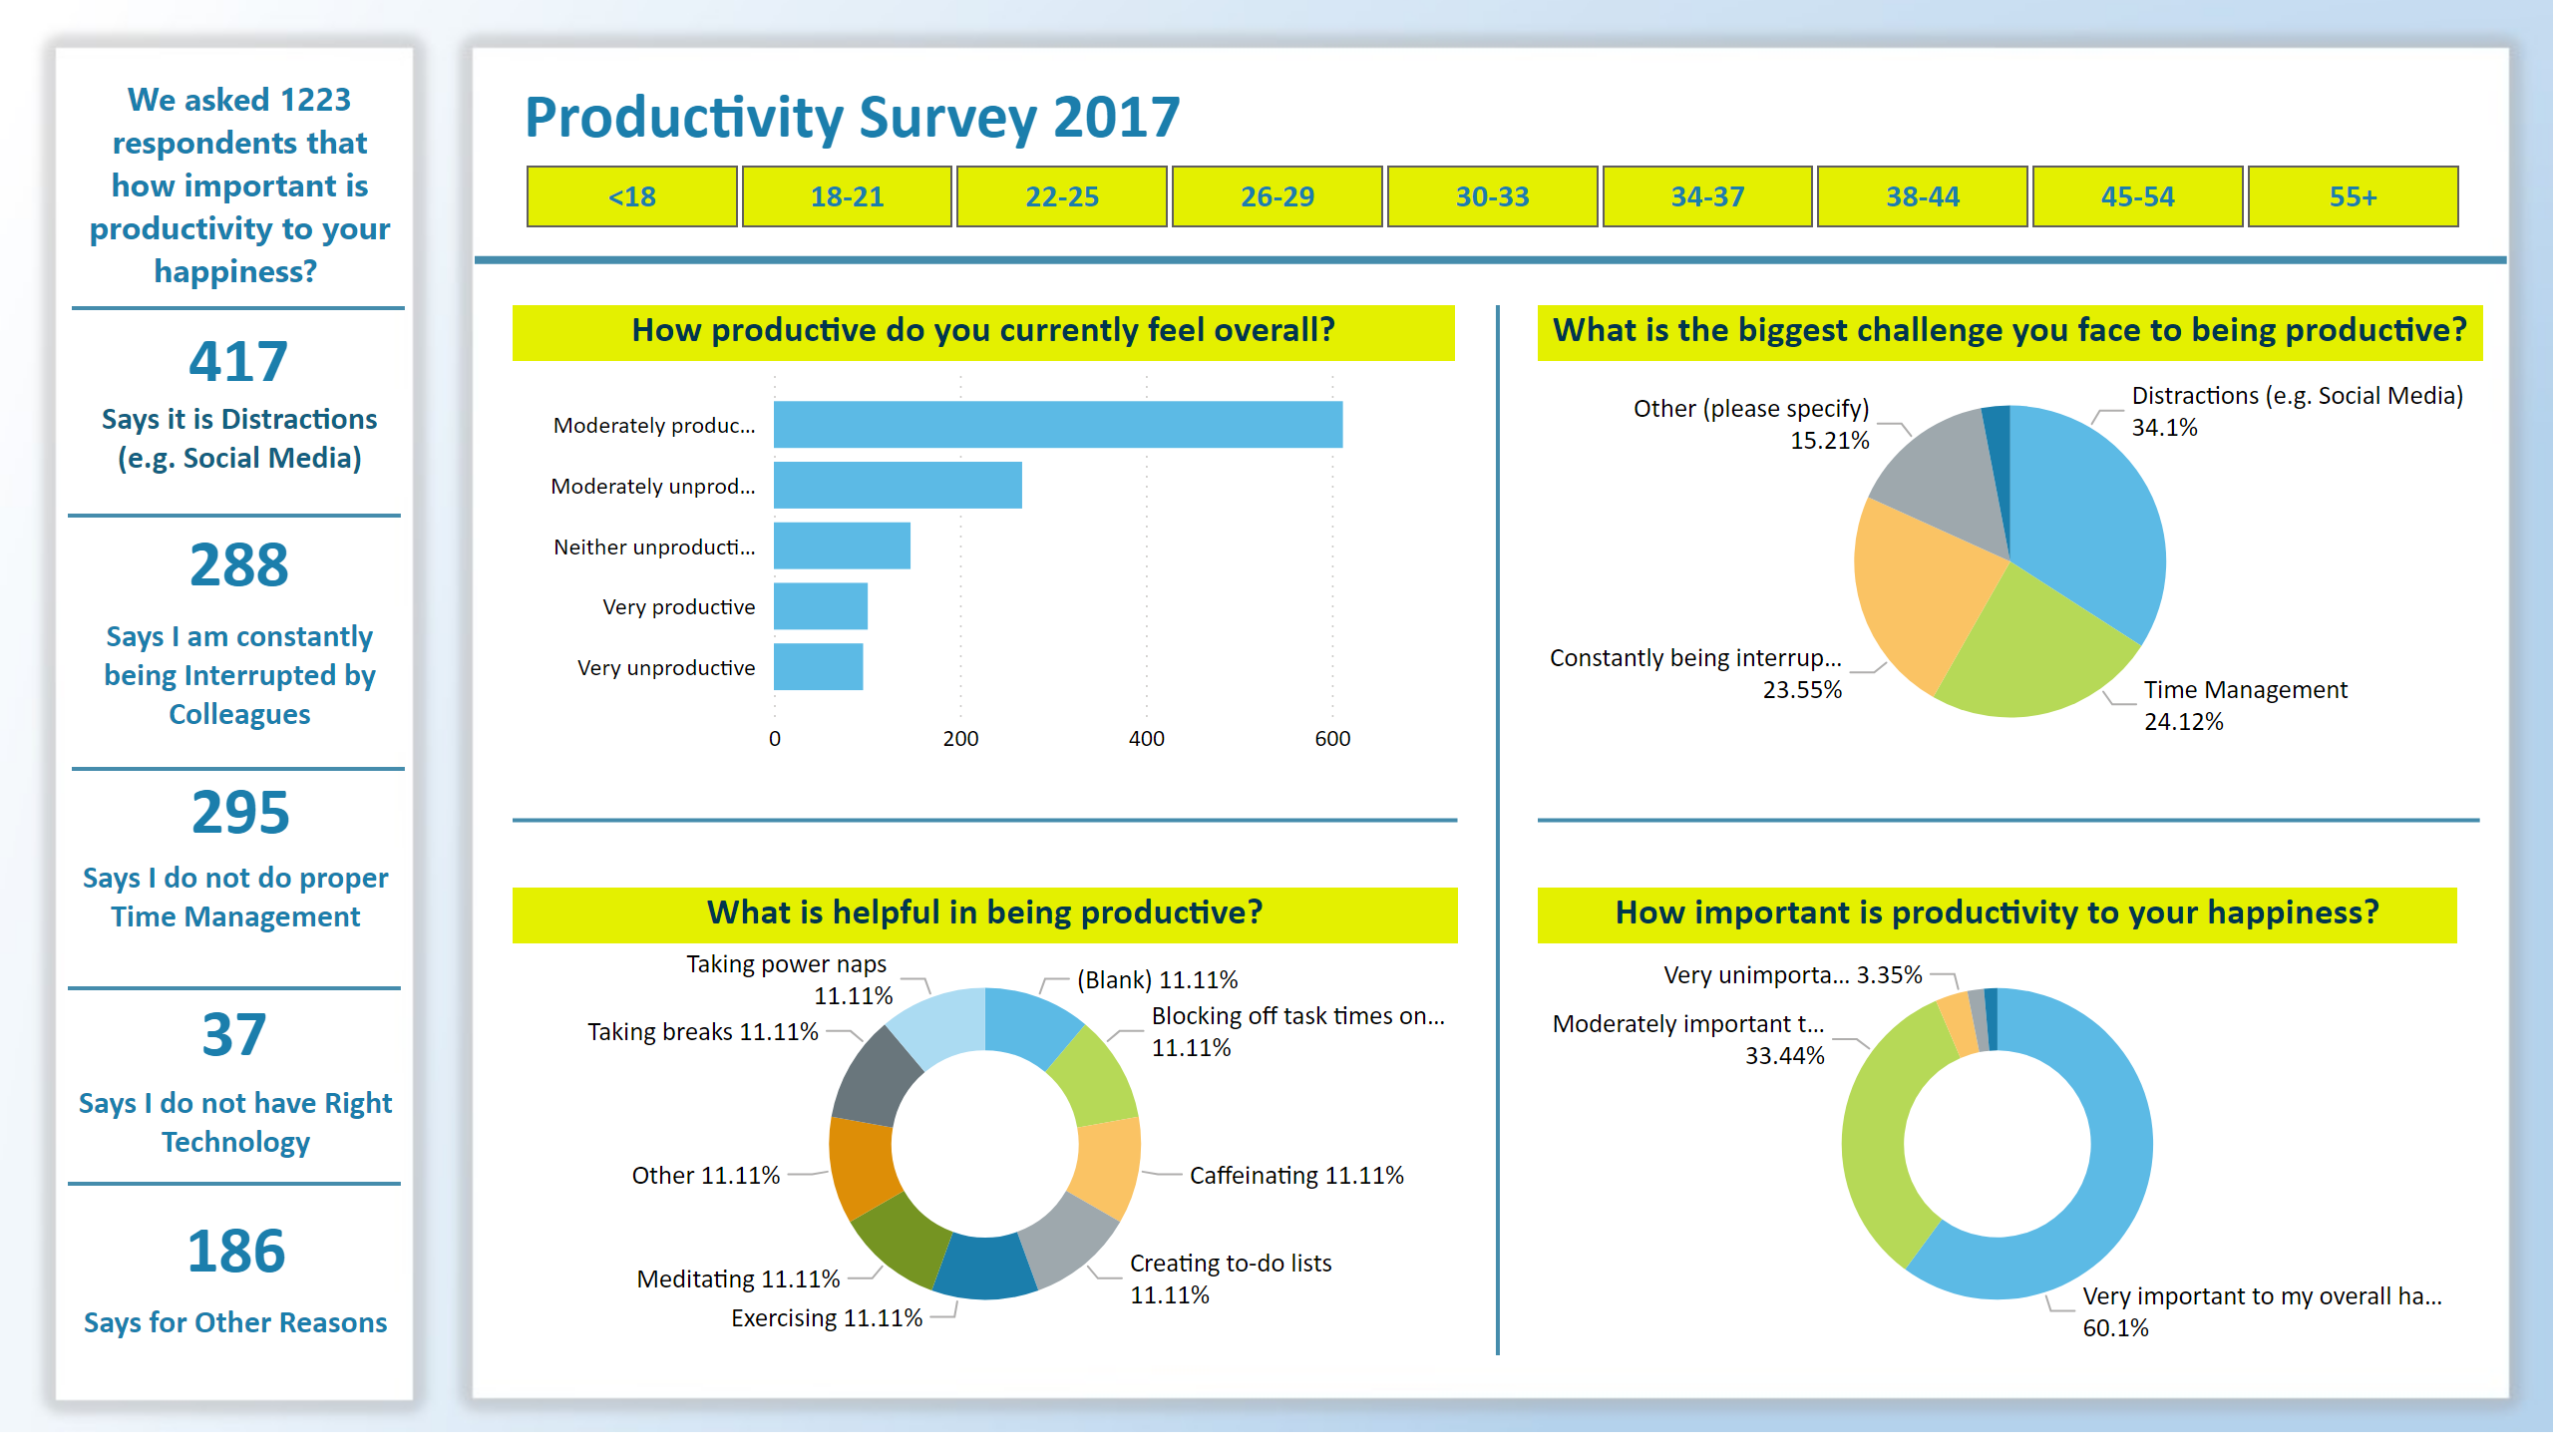 We asked 1223
respondents that
how important is
productivity to your
happiness?
417
Says it is Distractions
(e.g. Social Media)
288
Says I am constantly
being Interrupted by
Colleagues
295
Says I do not do proper
Time Management
37
Says I do not have Right
Technology
186
Says for Other Reasons
Productivity Survey 2017
<18 18-21 22-25 26-29 30-33 34-37 38-44 45-54 55+
How productive do you currently feel overall?
Moderately produc...
Moderately unprod...
Neither unproducti...
Very productive
Very unproductive
0 200 400 600
What is the biggest challenge you face to being productive?
Distractions (e.g. Social Media)
34.1%
Other (please specify)
15.21%
Constantly being interrup...
23.55%
Time Management
24.12%
What is helpful in being productive?
Taking power naps
11.11%
(Blank) 11.11%
Blocking off task times on...
11.11%
Taking breaks 11.11%
Other 11.11%
Caffeinating 11.11%
Creating to-do lists
11.11%
Meditating 11.11%
Exercising 11.11%
How important is productivity to your happiness?
Very unimporta... 3.35%
Moderately important t...
33.44%
Very important to my overall ha...
60.1%